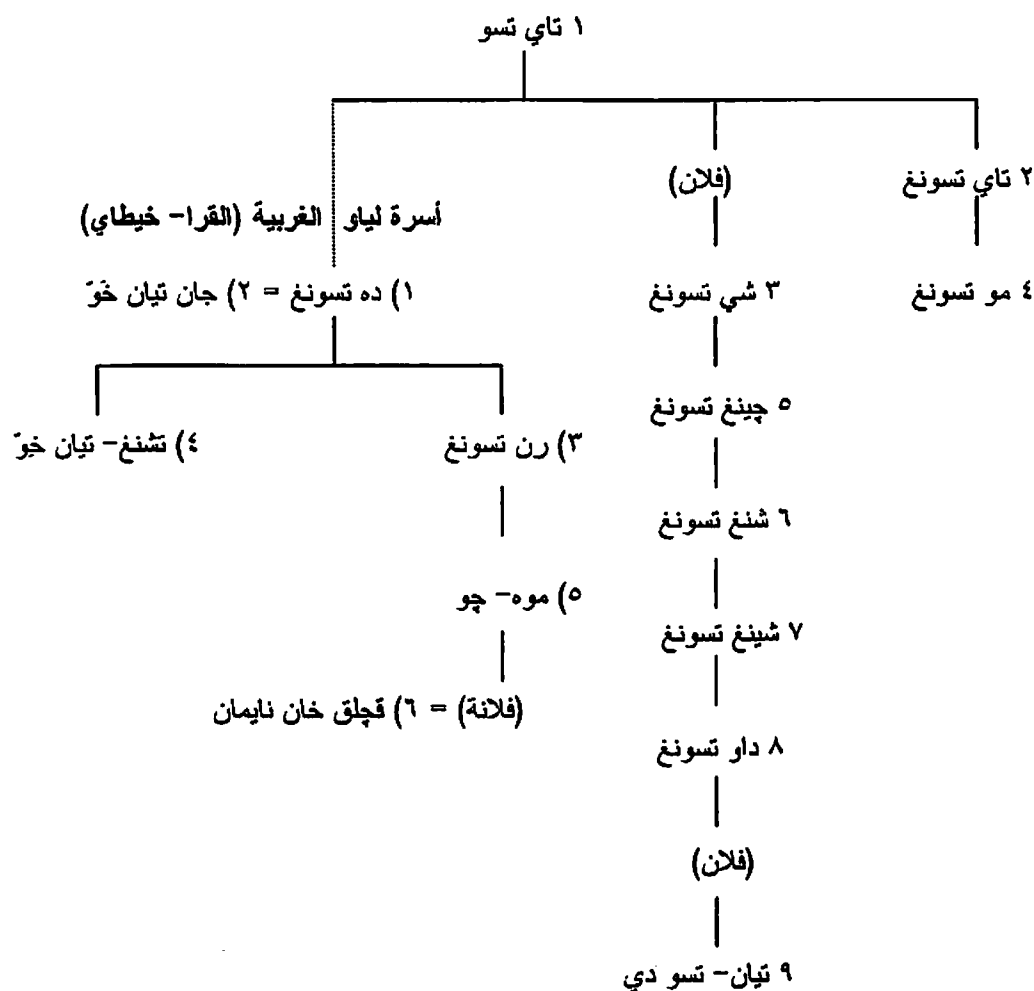 ١ تاي تسو
٢ تاي تسونغ
(فلان)
أسرة لياو الغربية (القرا- خيطاي)
٤ مو تسونغ
٣ شي تسونغ
١) ده تسونغ = ٢) جان تيان خَوّ
٥ چينغ تسونغ
٣) رن تسونغ
٤) تشنغ- تيان خِوّ
٦ شنغ تسونغ
٥) موه- چو
٧ شينغ تسونغ
(فلانة) = ٦) قچلق خان نايمان
٨ داو تسونغ
(فلان)
٩ تيان- تسو دي